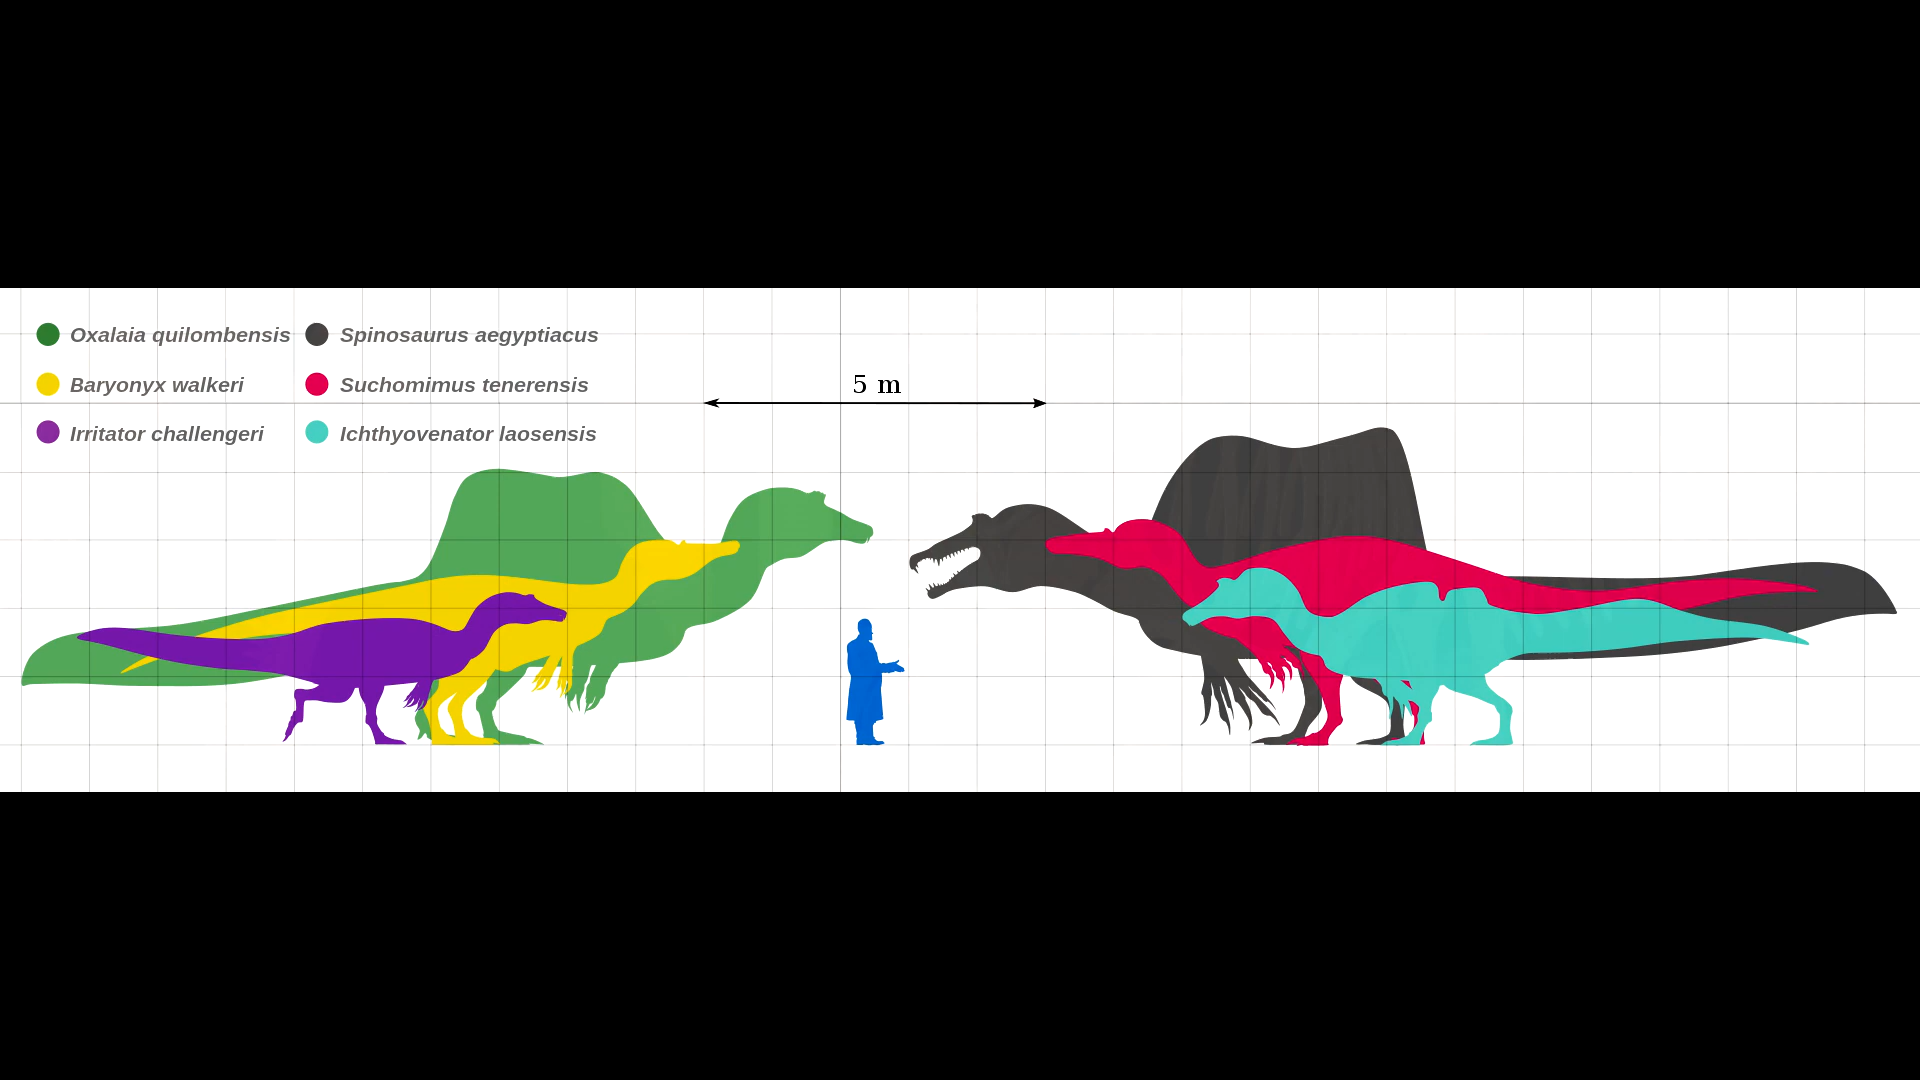 Oxalaia quilombensis
Spinosaurus aegyptiacus
Baryonyx walkeri
Suchomimus tenerensis
Irritator challengeri
Ichthyovenator laosensis
5 m